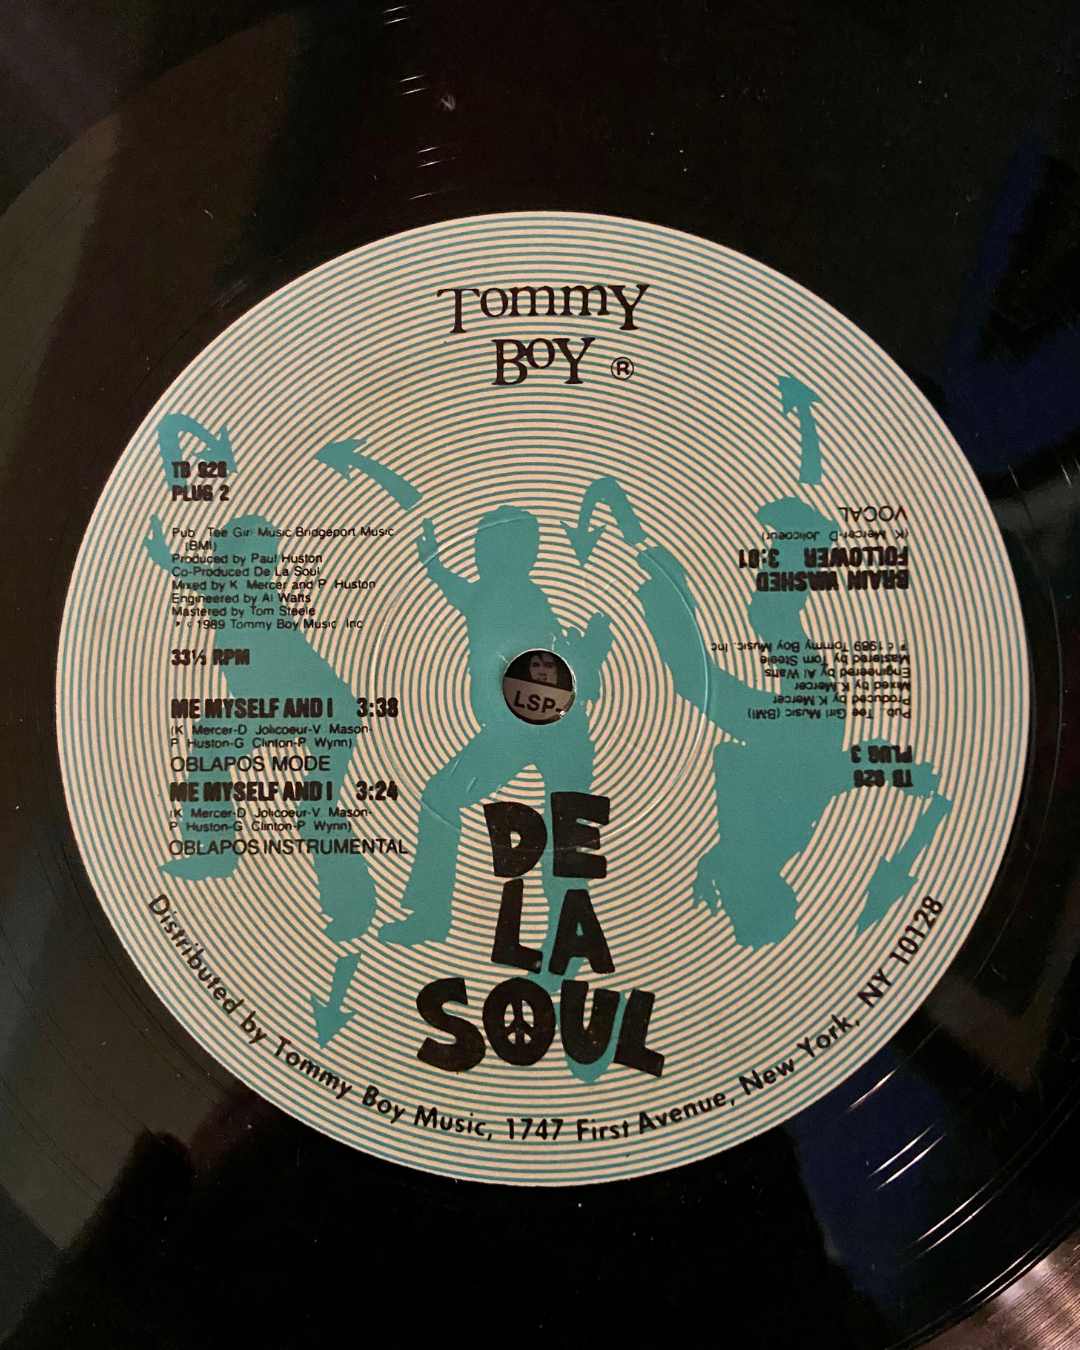 Tommy
Boy ®
TB 926
PLUG 2
Pub. Tee Girl Music Bridgeport Music
(BMI)
Produced by Paul Huston
Co-Produced De La Soul
Mixed by K Mercer and P Huston
Engineered by Al Watts
Mastered by Tom Steele
℗ © 1989 Tommy Boy Music Inc
33⅓ RPM
ME MYSELF AND I 3:38
(K Mercer-D Jolicoeur-V Mason-
P Huston-G Clinton-P Wynn)
OBLAPOS MODE
ME MYSELF AND I 3:24
(K Mercer-D Jolicoeur-V Mason-
P Huston-G Clinton-P Wynn)
OBLAPOS INSTRUMENTAL
TB 926
PLUG 3
Pub. Tee Girl Music (BMI)
Produced by K Mercer
Mixed by K Mercer
Engineered by Al Watts
Mastered by Tom Steele
℗ © 1989 Tommy Boy Music, Inc
BRAIN WASHED
FOLLOWER 3:01
(K Mercer-D Jolicoeur)
VOCAL
LSP-
DE
LA
SOUL
Distributed by Tommy Boy Music, 1747 First Avenue, New York, NY 10128